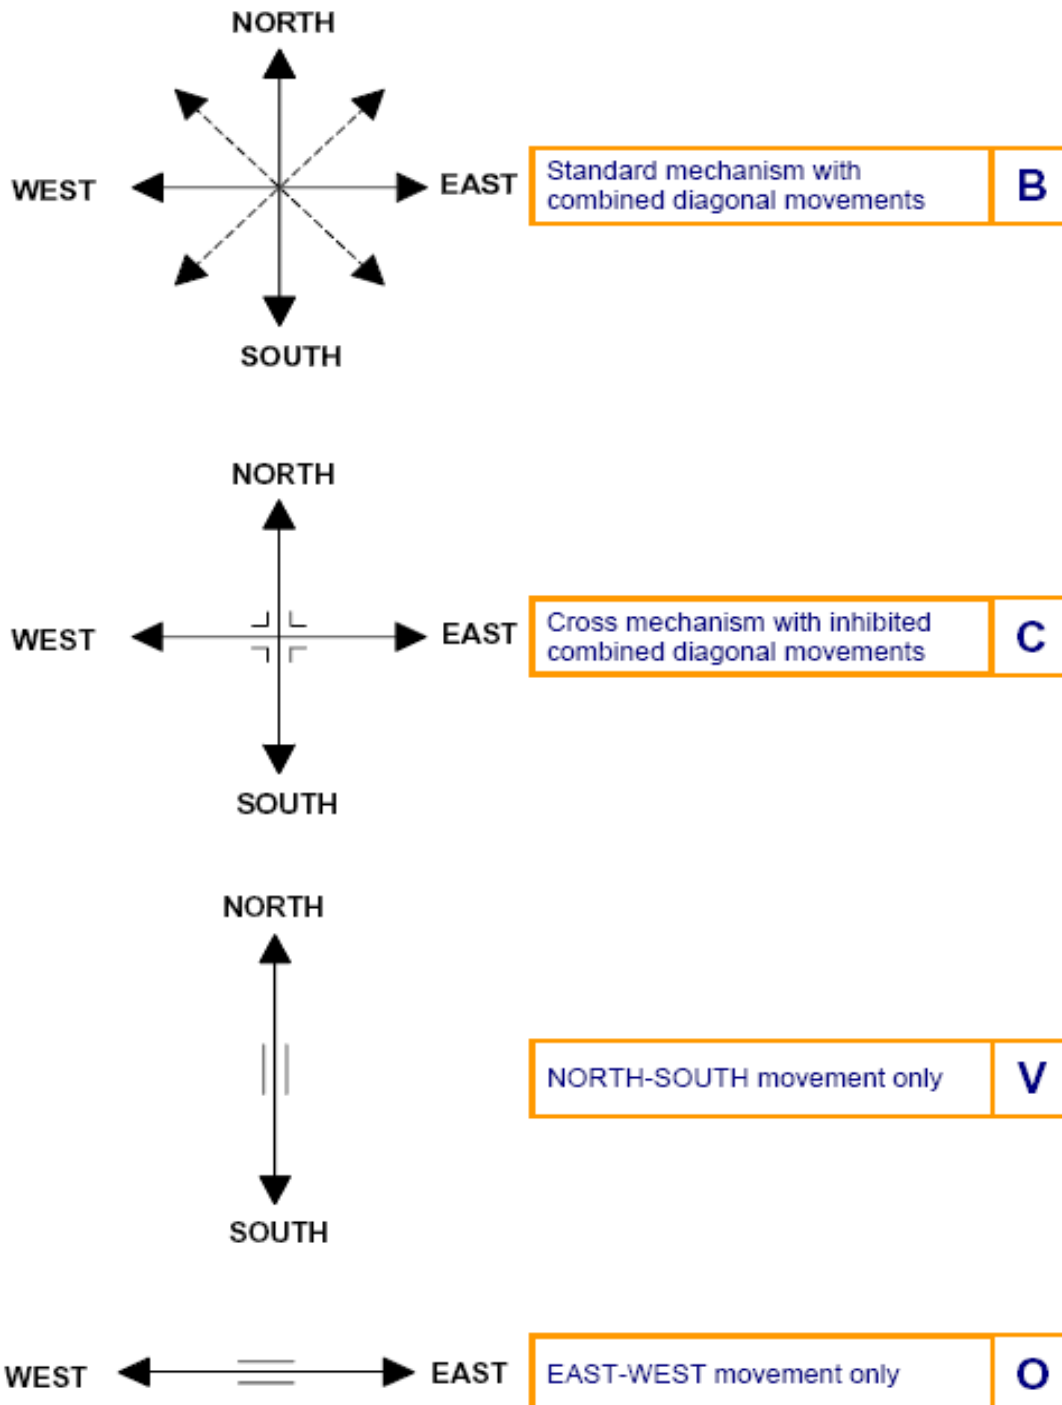 NORTH
WEST
EAST
SOUTH
Standard mechanism with
combined diagonal movements
B
NORTH
WEST
EAST
SOUTH
Cross mechanism with inhibited
combined diagonal movements
C
NORTH
SOUTH
NORTH-SOUTH movement only
V
WEST
EAST
EAST-WEST movement only
O